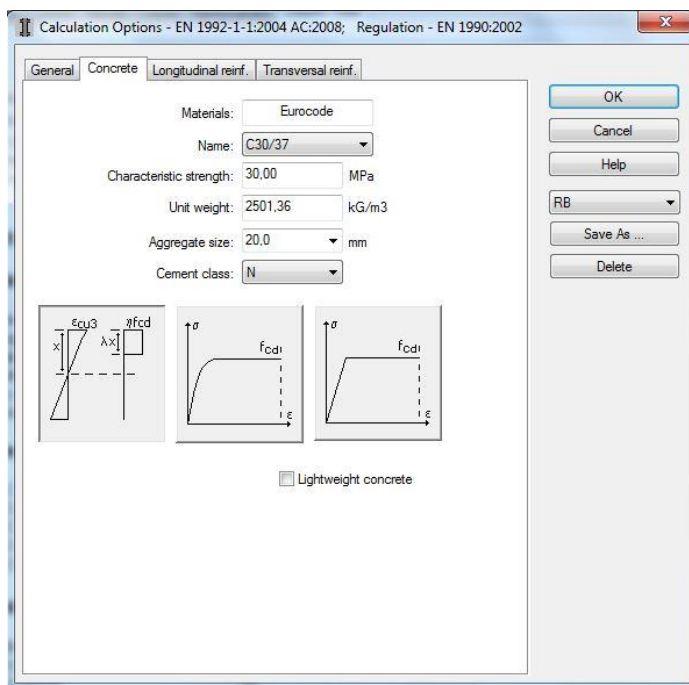 Calculation Options - EN 1992-1-1:2004 AC:2008;   Regulation - EN 1990:2002
General Concrete Longitudinal reinf. Transversal reinf.
Materials: Eurocode
Name: C30/37
Characteristic strength: 30,00 MPa
Unit weight: 2501,36 kG/m3
Aggregate size: 20,0 mm
Cement class: N
OK
Cancel
Help
RB
Save As ...
Delete
εcu3 ηfcd
x λx
σ
fcd
ε
σ
fcd
ε
Lightweight concrete